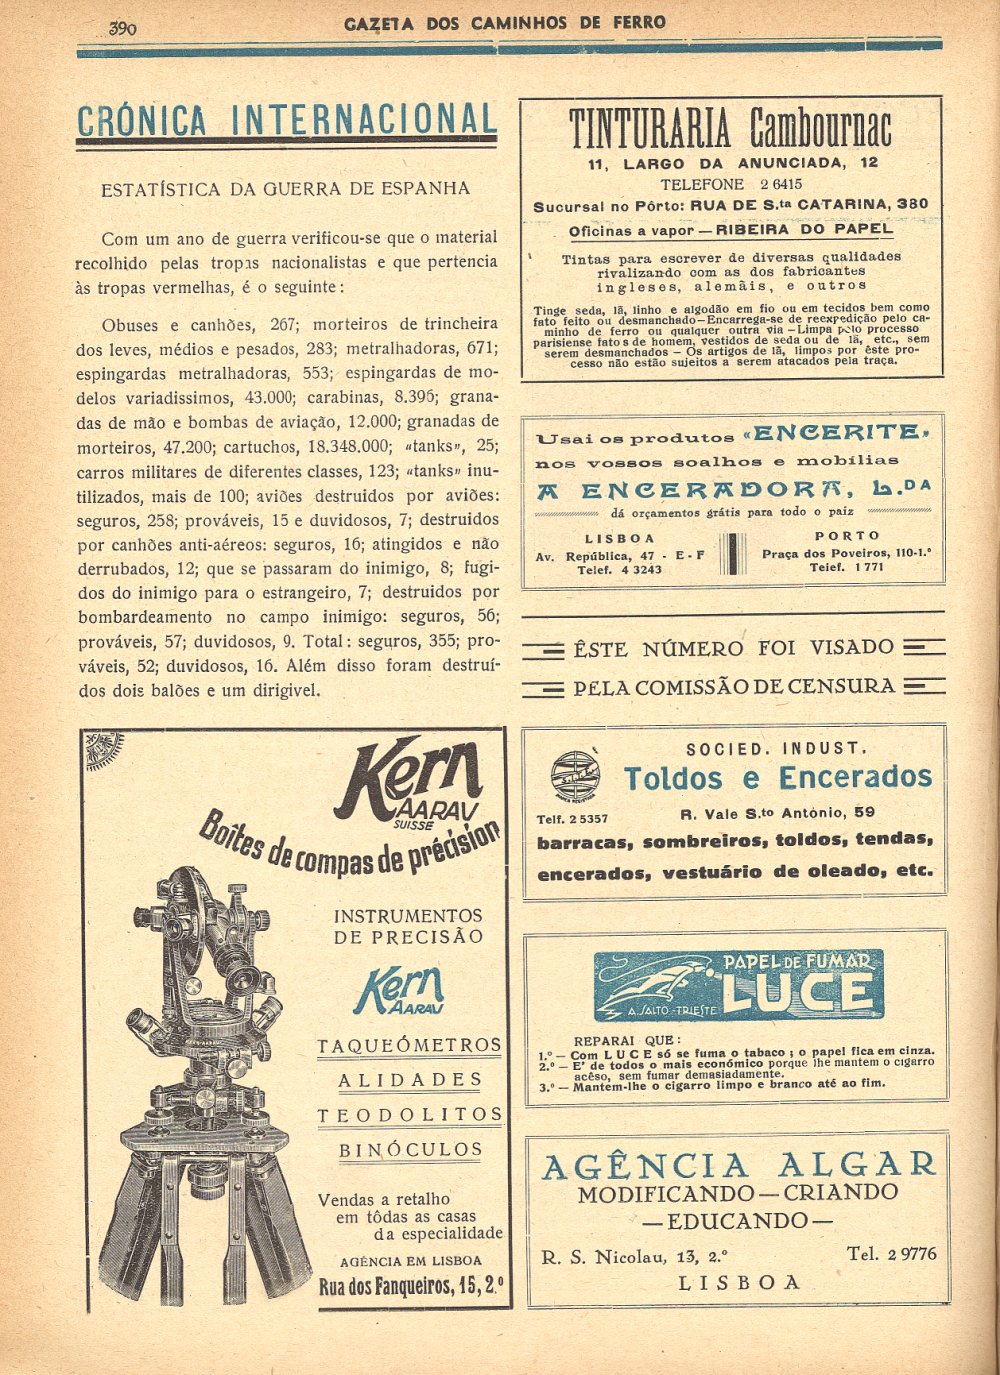 390
GAZETA DOS CAMINHOS DE FERRO
CRÓNICA INTERNACIONAL
ESTATÍSTICA DA GUERRA DE ESPANHA
Com um ano de guerra verificou-se que o material
recolhido pelas tropas nacionalistas e que pertencia
às tropas vermelhas, é o seguinte:
Obuses e canhões, 267; morteiros de trincheira
dos leves, médios e pesados, 283; metralhadoras, 671;
espingardas metralhadoras, 553; espingardas de mo-
delos variadissimos, 43.000; carabinas, 8.396; grana-
das de mão e bombas de aviação, 12.000; granadas de
morteiros, 47.200; cartuchos, 18.348.000; «tanks», 25;
carros militares de diferentes classes, 123; «tanks» inu-
tilizados, mais de 100; aviões destruidos por aviões:
seguros, 258; prováveis, 15 e duvidosos, 7; destruidos
por canhões anti-aéreos: seguros, 16; atingidos e não
derrubados, 12; que se passaram do inimigo, 8; fugi-
dos do inimigo para o estrangeiro, 7; destruidos por
bombardeamento no campo inimigo: seguros, 56;
prováveis, 57; duvidosos, 9. Total: seguros, 355; pro-
váveis, 52; duvidosos, 16. Além disso foram destruí-
dos dois balões e um dirigivel.
Kern
AARAU
SUISSE
Boîtes de compas de précision
INSTRUMENTOS
DE PRECISÃO
Kern
AARAU
TAQUEÓMETROS
ALIDADES
TEODOLITOS
BINÓCULOS
Vendas a retalho
em tôdas as casas
da especialidade
AGÊNCIA EM LISBOA
Rua dos Fanqueiros, 15, 2.º
TINTURARIA Cambournac
11, LARGO DA ANUNCIADA, 12
TELEFONE 2 6415
Sucursal no Pôrto: RUA DE S.ta CATARINA, 380
Oficinas a vapor — RIBEIRA DO PAPEL
Tintas para escrever de diversas qualidades
rivalizando com as dos fabricantes
ingleses, alemãis, e outros
Tinge seda, lã, linho e algodão em fio ou em tecidos bem como
fato feito ou desmanchado—Encarrega-se de reexpedição pelo ca-
minho de ferro ou qualquer outra via — Limpa pelo processo
parisiense fatos de homem, vestidos de seda ou de lã, etc., sem
serem desmanchados — Os artigos de lã, limpos por êste pro-
cesso não estão sujeitos a serem atacados pela traça.
Usai os produtos «ENCERITE»
nos vossos soalhos e mobílias
A ENCERADORA, L.DA
dá orçamentos grátis para todo o paíz
LISBOA
Av. República, 47 - E - F
Telef. 4 3243
PORTO
Praça dos Poveiros, 110-1.º
Telef. 1 771
ÊSTE NÚMERO FOI VISADO
PELA COMISSÃO DE CENSURA
SOCIED. INDUST.
Toldos e Encerados
Telf. 2 5357
R. Vale S.to António, 59
barracas, sombreiros, toldos, tendas,
encerados, vestuário de oleado, etc.
PAPEL DE FUMAR
LUCE
A. SALTO - TRIESTE
REPARAI QUE:
1.º — Com LUCE só se fuma o tabaco; o papel fica em cinza.
2.º — E' de todos o mais económico porque lhe mantem o cigarro
acêso, sem fumar demasiadamente.
3.º — Mantem-lhe o cigarro limpo e branco até ao fim.
AGÊNCIA ALGAR
MODIFICANDO — CRIANDO
— EDUCANDO —
R. S. Nicolau, 13, 2.º
Tel. 2 9776
LISBOA